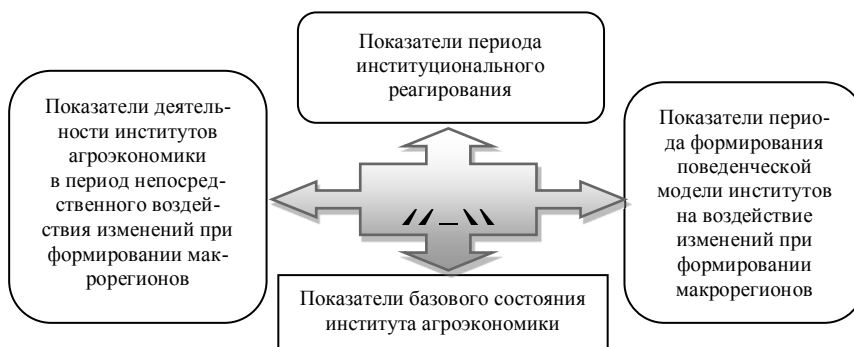 Показатели периода
институционального
реагирования
Показатели деятель-
ности институтов
агроэкономики
в период непосред-
ственного воздей-
ствия изменений при
формировании мак-
рорегионов
Показатели перио-
да формирования
поведенческой
модели институтов
на воздействие
изменений при
формировании
макрорегионов
Показатели базового состояния
института агроэкономики